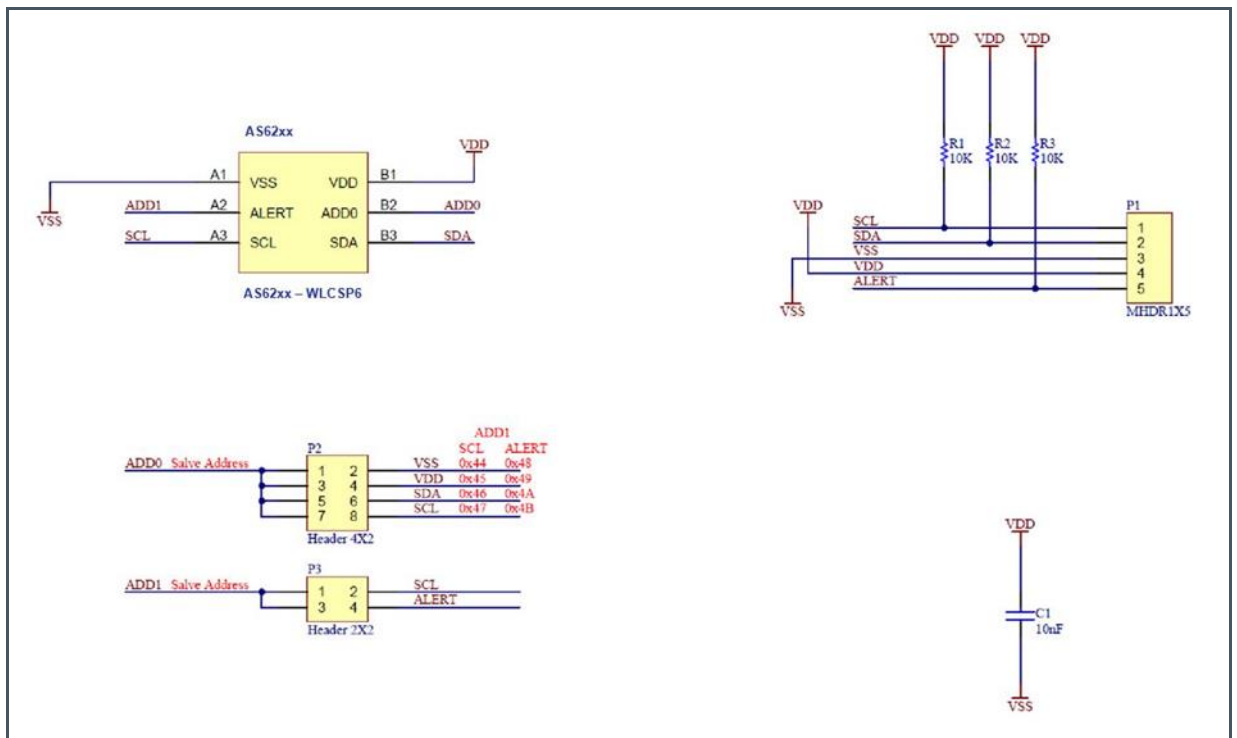 AS62xx
VSS
A1
VSS
VDD
B1
VDD
ADD1
A2
ALERT
ADD0
B2
ADD0
SCL
A3
SCL
SDA
B3
SDA
AS62xx – WLCSP6
VDD VDD VDD
R1
10K
R2
10K
R3
10K
VDD
P1
SCL
1
SDA
2
VSS
3
VDD
4
ALERT
5
VSS
MHDR1X5
ADD1
P2
SCL ALERT
ADD0 Salve Address
1 2
VSS 0x44 0x48
3 4
VDD 0x45 0x49
5 6
SDA 0x46 0x4A
7 8
SCL 0x47 0x4B
Header 4X2
P3
ADD1 Salve Address
1 2
SCL
3 4
ALERT
Header 2X2
VDD
C1
10nF
VSS